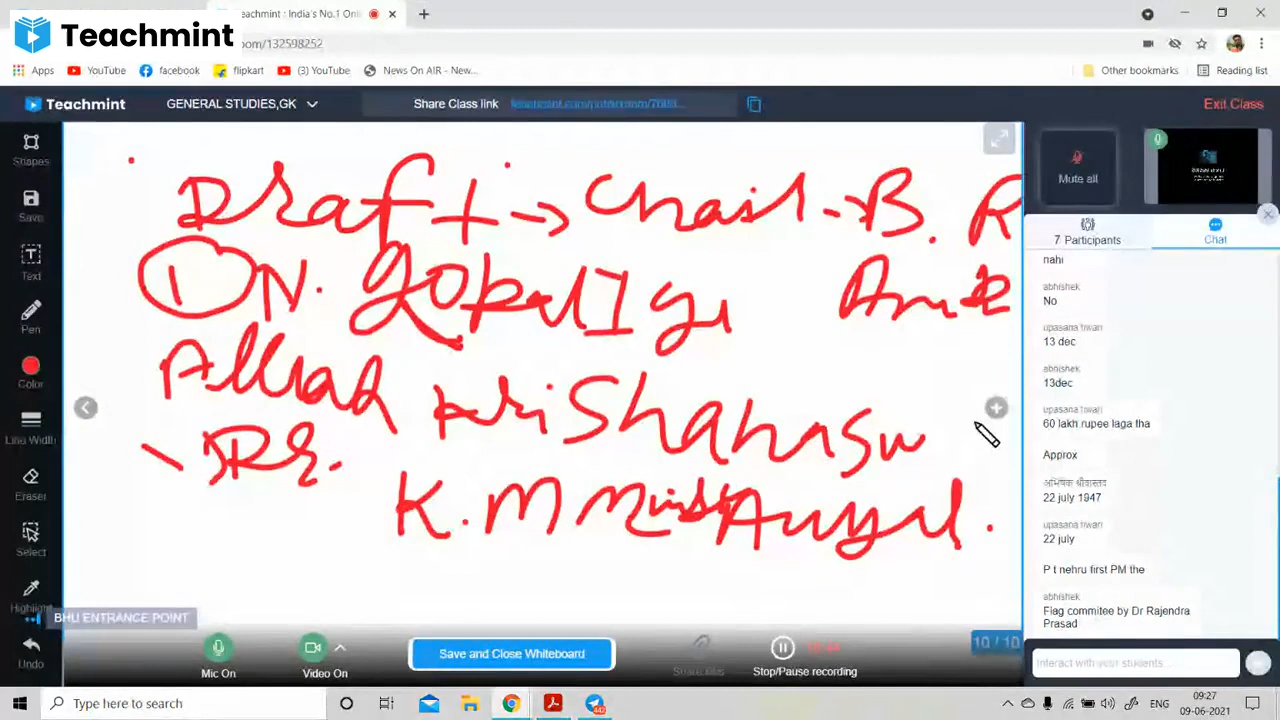 Teachmint : India's No.1 Onli
Teachmint
oom/132598252
Apps YouTube facebook flipkart (3) YouTube News On AIR - New... Other bookmarks Reading list
Teachmint GENERAL STUDIES,GK Share Class link Exit Class
Shapes
Save
Text
Pen
Color
Line Width
Eraser
Select
Highlight
Undo
Draft → Chair → B. R
1 N. gopal
K. M
BHU ENTRANCE POINT
10 / 10
Mic On Video On Save and Close Whiteboard Stop/Pause recording
Mute all
7 Participants Chat
nahi
abhishek
No
upasana tiwari
13 dec
abhishek
13dec
upasana tiwari
60 lakh rupee laga tha
Approx
अभिषेक श्रीवास्तव
22 july 1947
upasana tiwari
22 july
P t nehru first PM the
abhishek
Flag commitee by Dr Rajendra
Prasad
Interact with your students...
Type here to search
442
ENG 09:27
09-06-2021